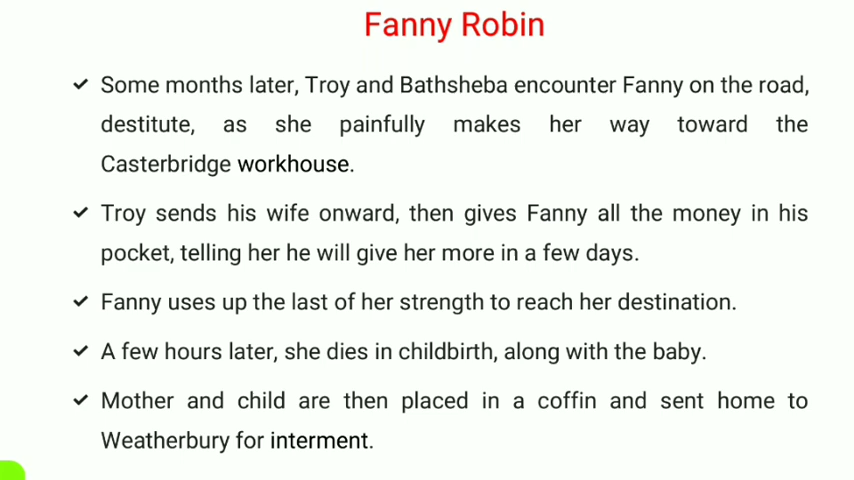 Fanny Robin
✓ Some months later, Troy and Bathsheba encounter Fanny on the road,
destitute, as she painfully makes her way toward the
Casterbridge workhouse.
✓ Troy sends his wife onward, then gives Fanny all the money in his
pocket, telling her he will give her more in a few days.
✓ Fanny uses up the last of her strength to reach her destination.
✓ A few hours later, she dies in childbirth, along with the baby.
✓ Mother and child are then placed in a coffin and sent home to
Weatherbury for interment.